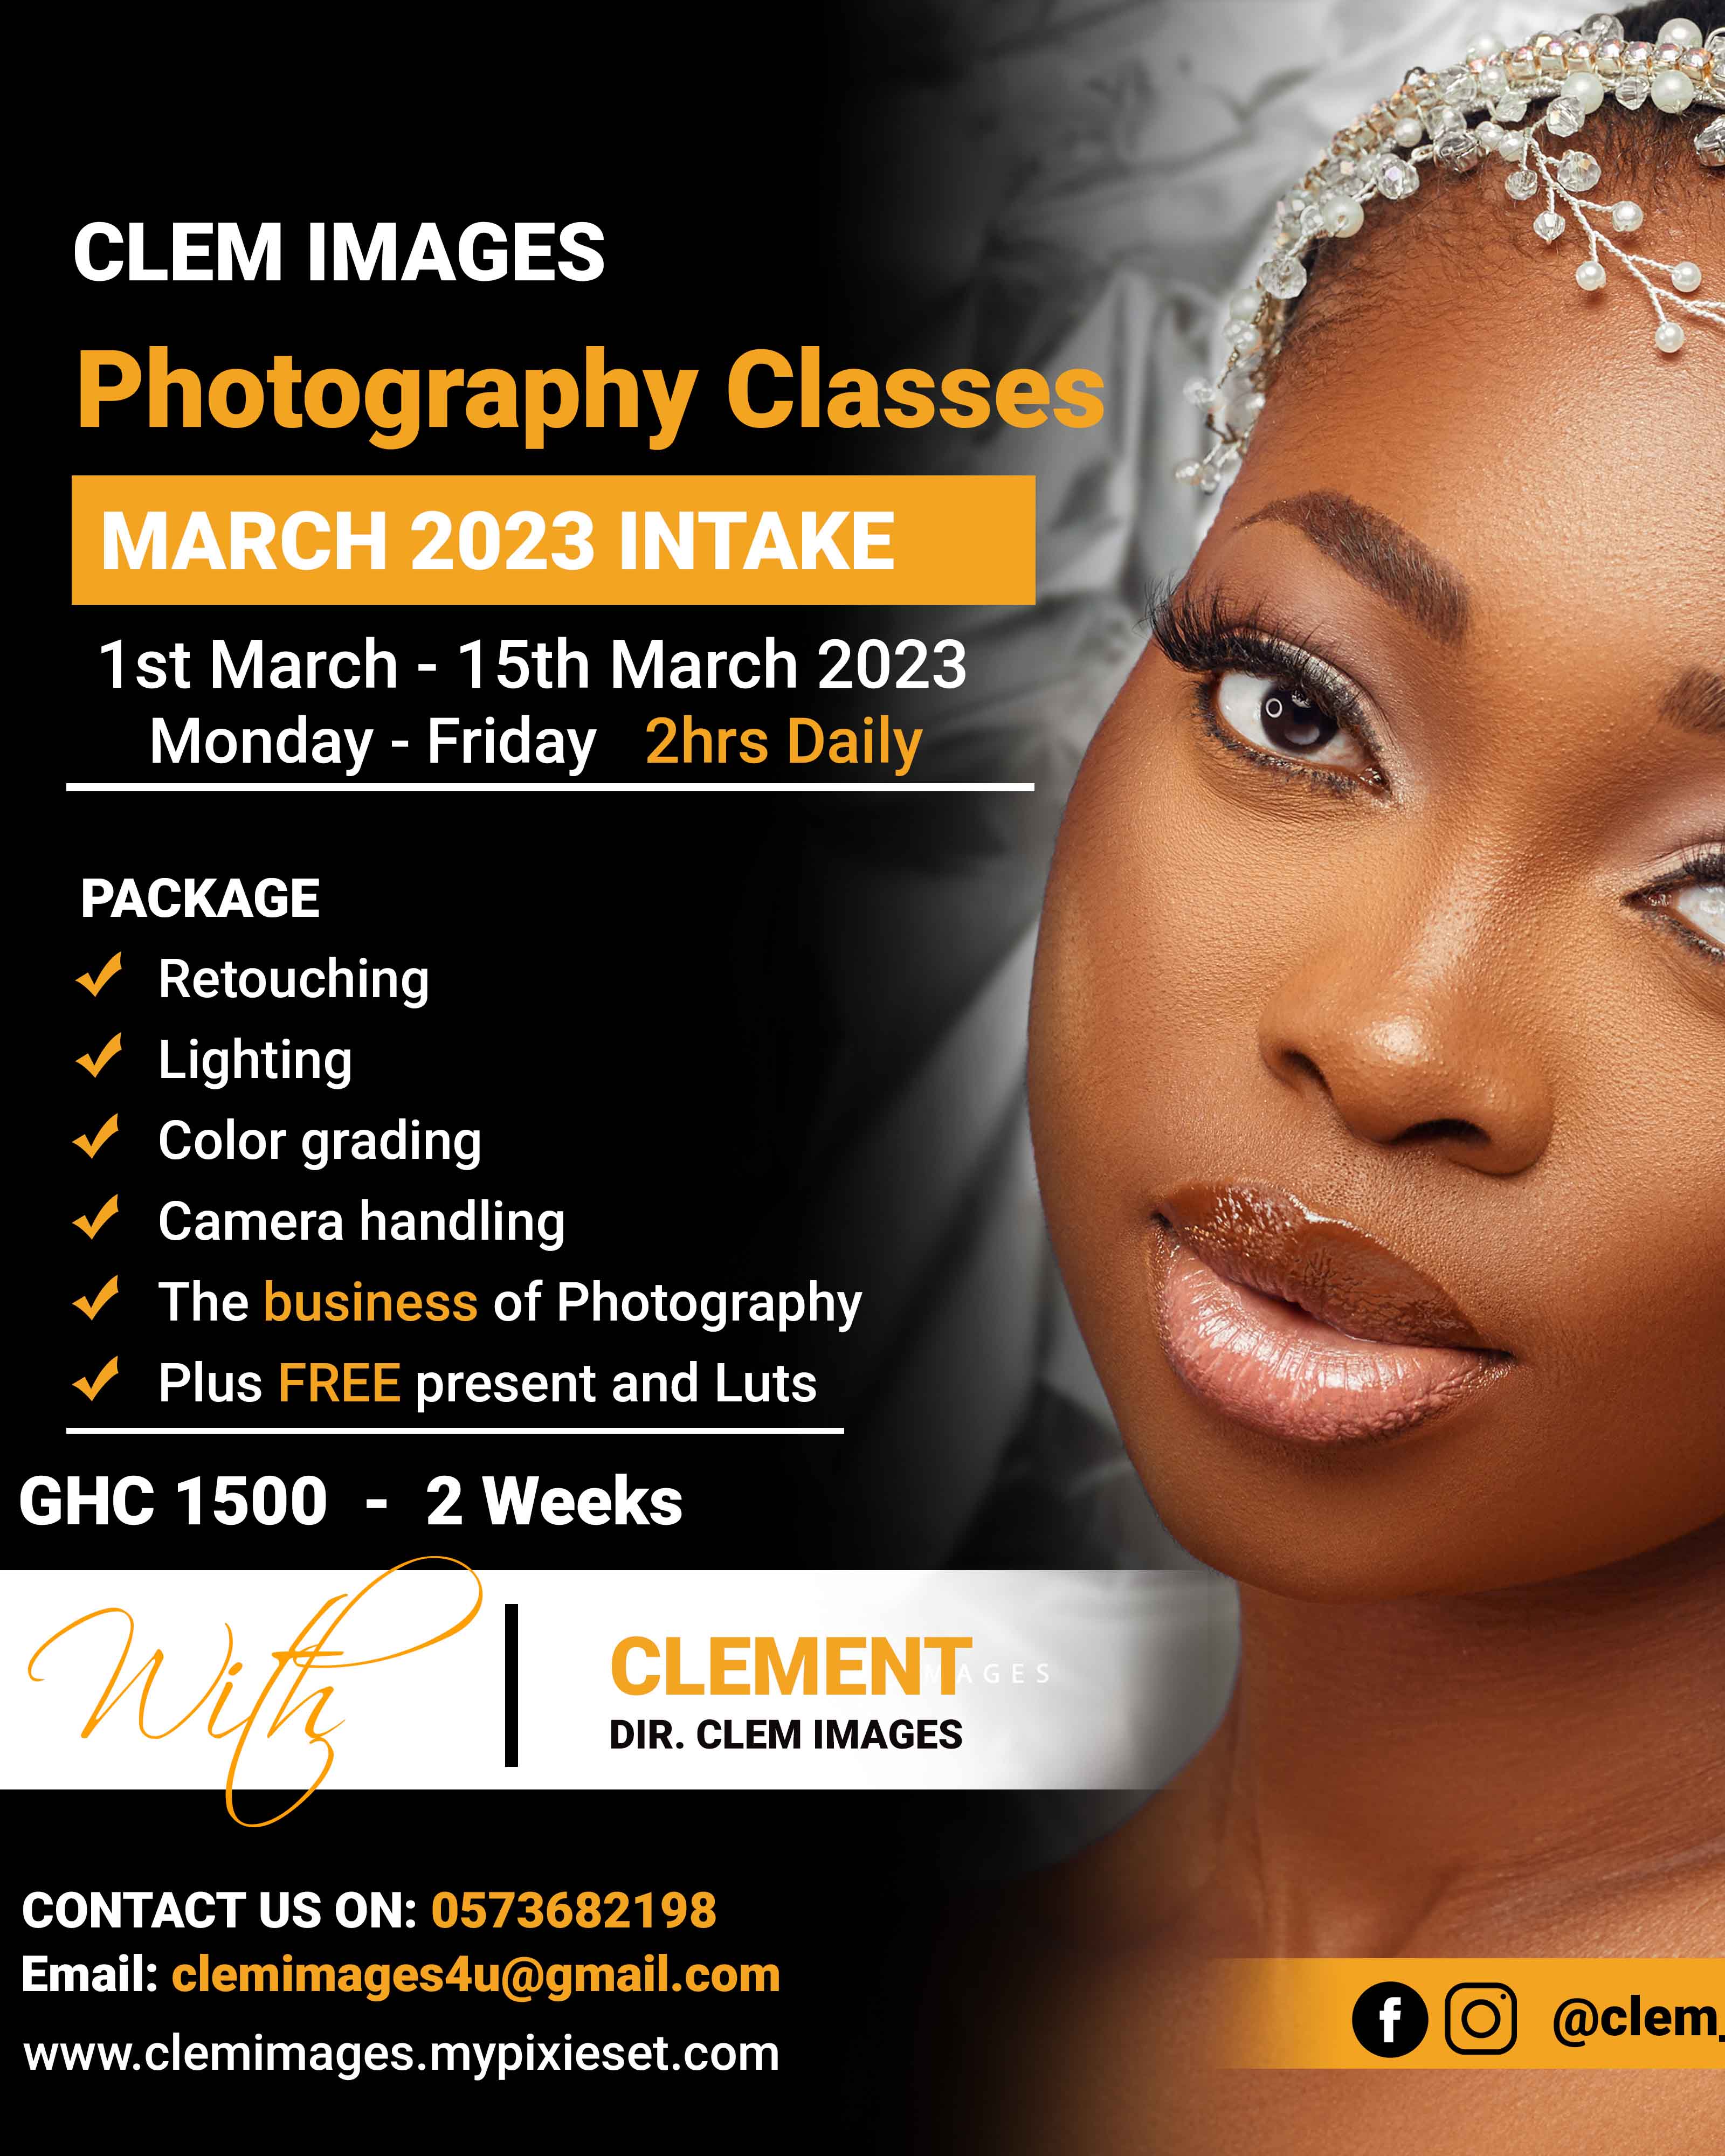 CLEM IMAGES
Photography Classes
MARCH 2023 INTAKE
1st March - 15th March 2023
Monday - Friday 2hrs Daily
PACKAGE
Retouching
Lighting
Color grading
Camera handling
The business of Photography
Plus FREE present and Luts
GHC 1500 - 2 Weeks
With
CLEMENT
DIR. CLEM IMAGES
CONTACT US ON: 0573682198
Email: clemimages4u@gmail.com
www.clemimages.mypixieset.com
@clem_